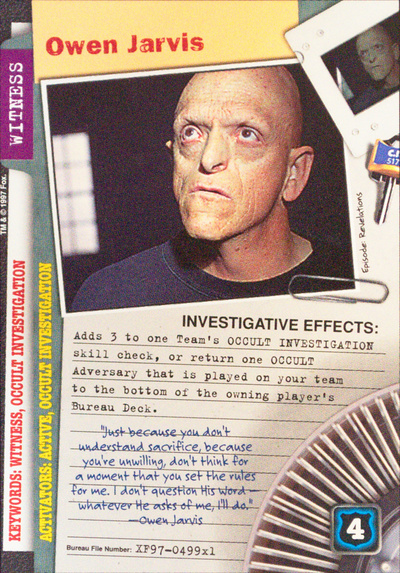 Owen Jarvis
WITNESS
TM & © 1997 Fox.
KEYWORDS: WITNESS, OCCULT INVESTIGATION
ACTIVATORS: ACTIVE, OCCULT INVESTIGATION
517
Episode: Revelations
INVESTIGATIVE EFFECTS:
Adds 3 to one Team's OCCULT INVESTIGATION
skill check, or return one OCCULT
Adversary that is played on your team
to the bottom of the owning player's
Bureau Deck.
"Just because you don't
understand sacrifice, because
you're unwilling, don't think for
a moment that you set the rules
for me. I don't question His word—
whatever He asks of me, I'll do."
—Owen Jarvis
Bureau File Number: XF97-0499x1
4